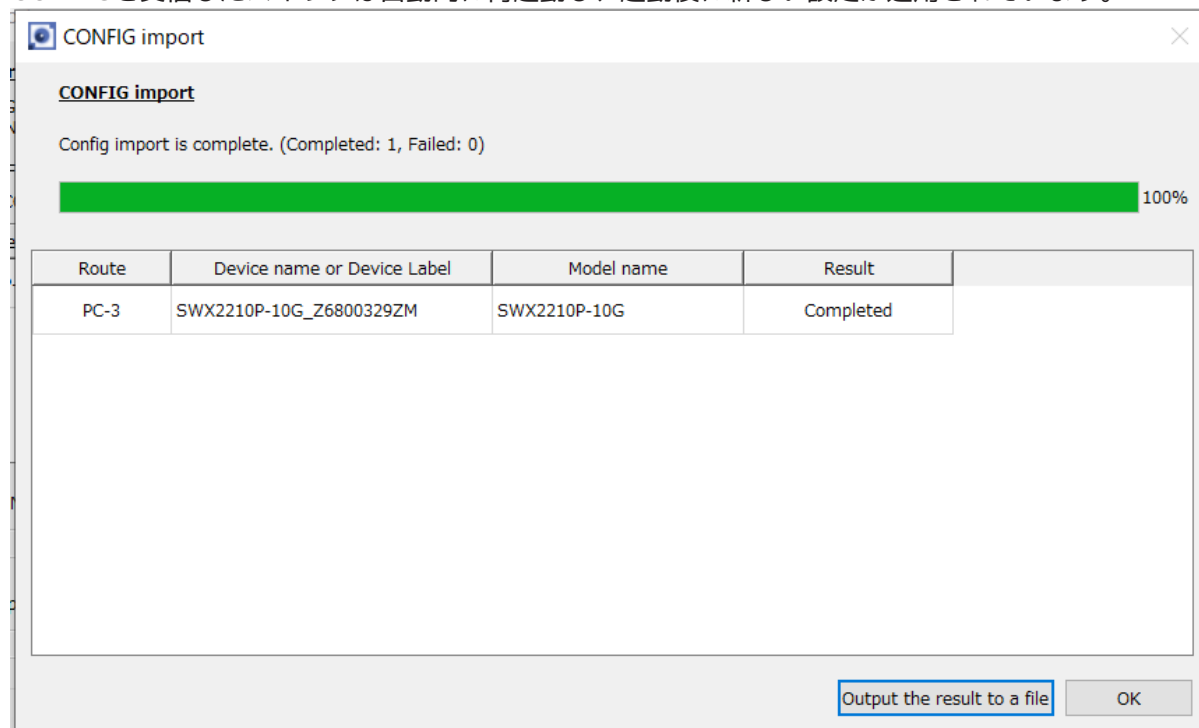 CONFIG import
CONFIG import
Config import is complete. (Completed: 1, Failed: 0)
100%
Route Device name or Device Label Model name Result
PC-3 SWX2210P-10G_Z6800329ZM SWX2210P-10G Completed
Output the result to a file OK